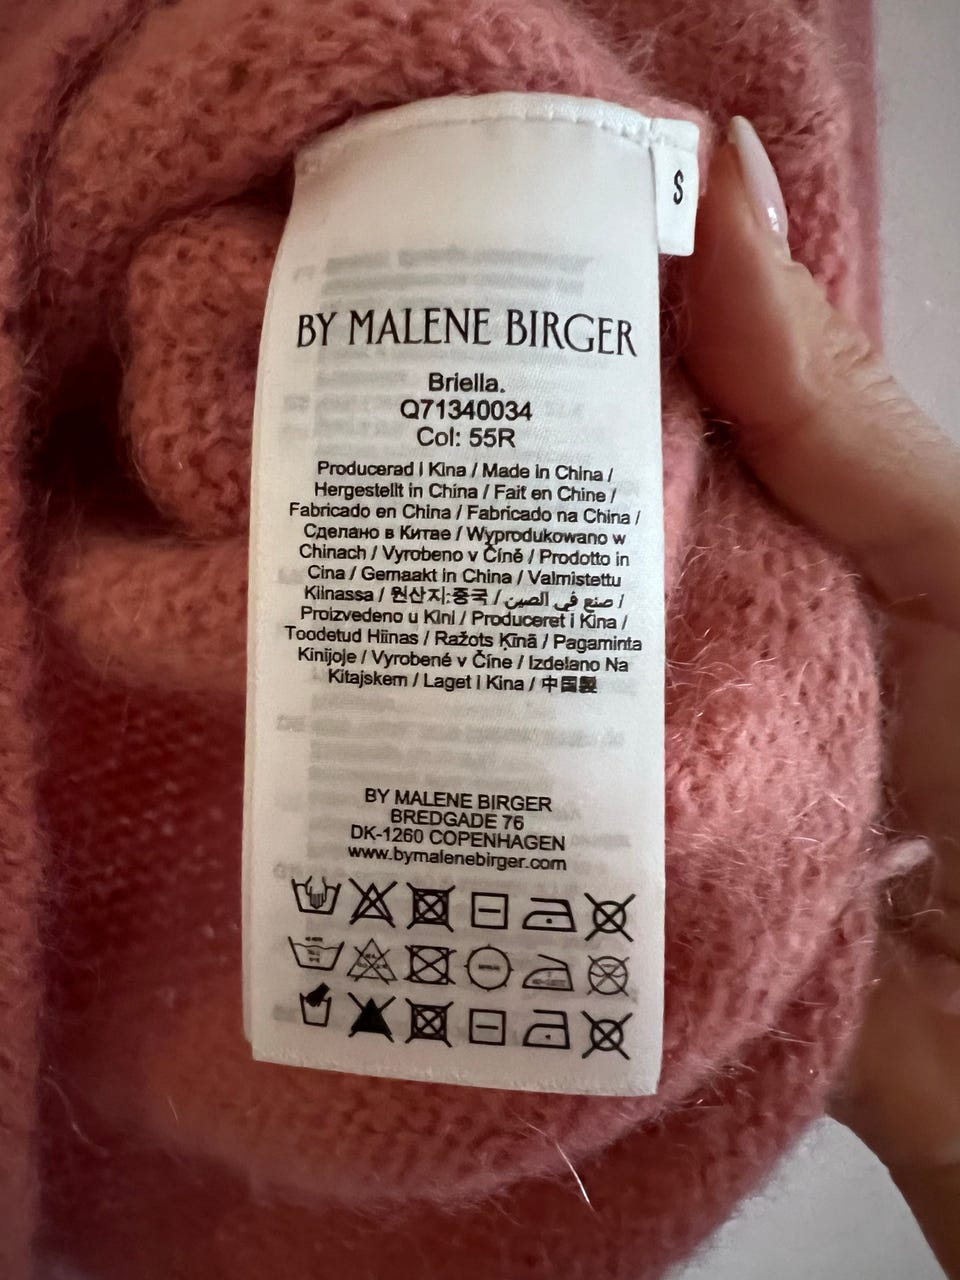 S
BY MALENE BIRGER
Briella.
Q71340034
Col: 55R
Producerad i Kina / Made in China /
Hergestellt in China / Fait en Chine /
Fabricado en China / Fabricado na China /
Сделано в Китае / Wyprodukowano w
Chinach / Vyrobeno v Číně / Prodotto in
Cina / Gemaakt in China / Valmistettu
Kiinassa / 원산지:중국 / صنع في الصين /
Proizvedeno u Kini / Produceret i Kina /
Toodetud Hiinas / Ražots Ķīnā / Pagaminta
Kinijoje / Vyrobené v Číne / Izdelano Na
Kitajskem / Laget i Kina / 中国製
BY MALENE BIRGER
BREDGADE 76
DK-1260 COPENHAGEN
www.bymalenebirger.com